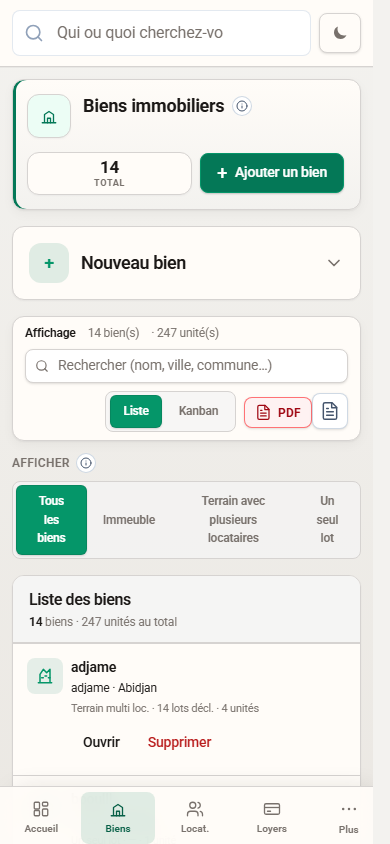 Qui ou quoi cherchez-vo
Biens immobiliers
14
TOTAL
+ Ajouter un bien
+ Nouveau bien
Affichage 14 bien(s) · 247 unité(s)
Rechercher (nom, ville, commune…)
Liste Kanban PDF
AFFICHER
Tous les biens
Immeuble
Terrain avec plusieurs locataires
Un seul lot
Liste des biens
14 biens · 247 unités au total
adjame
adjame · Abidjan
Terrain multi loc. · 14 lots décl. · 4 unités
Ouvrir Supprimer
Accueil Biens Locat. Loyers Plus